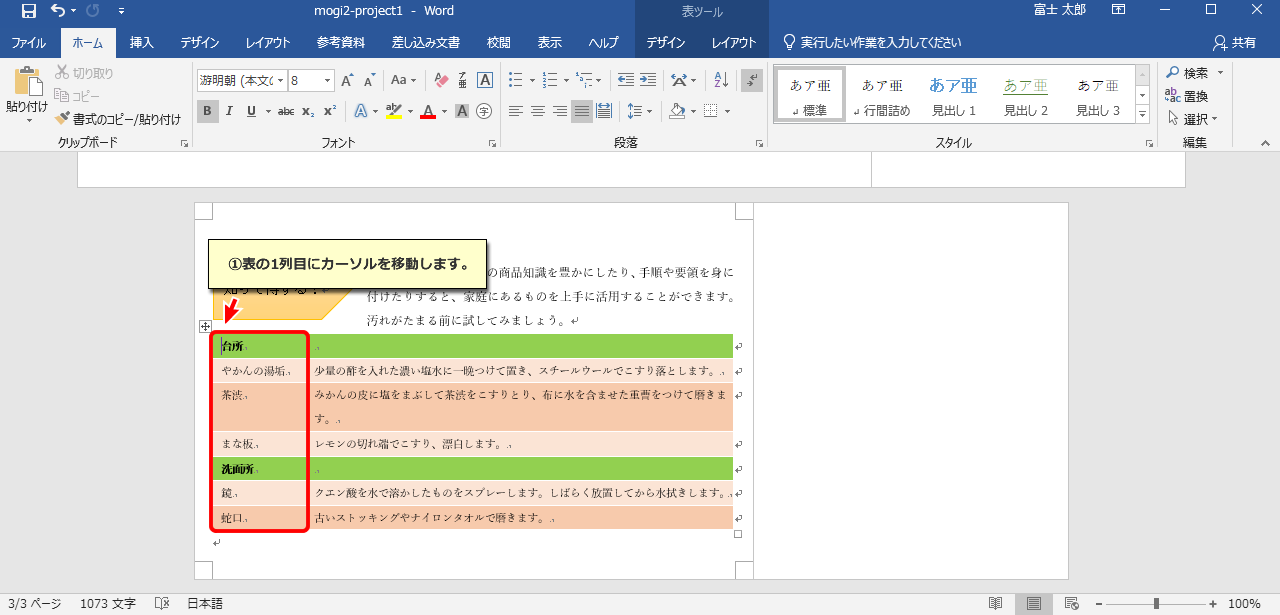 mogi2-project1 - Word
表ツール
富士 太郎
ファイル ホーム 挿入 デザイン レイアウト 参考資料 差し込み文書 校閲 表示 ヘルプ デザイン レイアウト 実行したい作業を入力してください 共有
貼り付け
切り取り
コピー
書式のコピー/貼り付け
クリップボード
游明朝 (本文の
8
Aa
B I U abc x₂ x²
フォント
段落
あア亜 あア亜 あア亜 あア亜 あア亜
標準 行間詰め 見出し 1 見出し 2 見出し 3
スタイル
検索
置換
選択
編集
①表の1列目にカーソルを移動します。
の商品知識を豊かにしたり、手順や要領を身に
付けたりすると、家庭にあるものを上手に活用することができます。
汚れがたまる前に試してみましょう。
台所
やかんの湯垢 少量の酢を入れた濃い塩水に一晩つけて置き、スチールウールでこすり落とします。
茶渋 みかんの皮に塩をまぶして茶渋をこすりとり、布に水を含ませた重曹をつけて磨きま
す。
まな板 レモンの切れ端でこすり、漂白します。
洗面所
鏡 クエン酸を水で溶かしたものをスプレーします。しばらく放置してから水拭きします。
蛇口 古いストッキングやナイロンタオルで磨きます。
3/3 ページ 1073 文字 日本語 100%